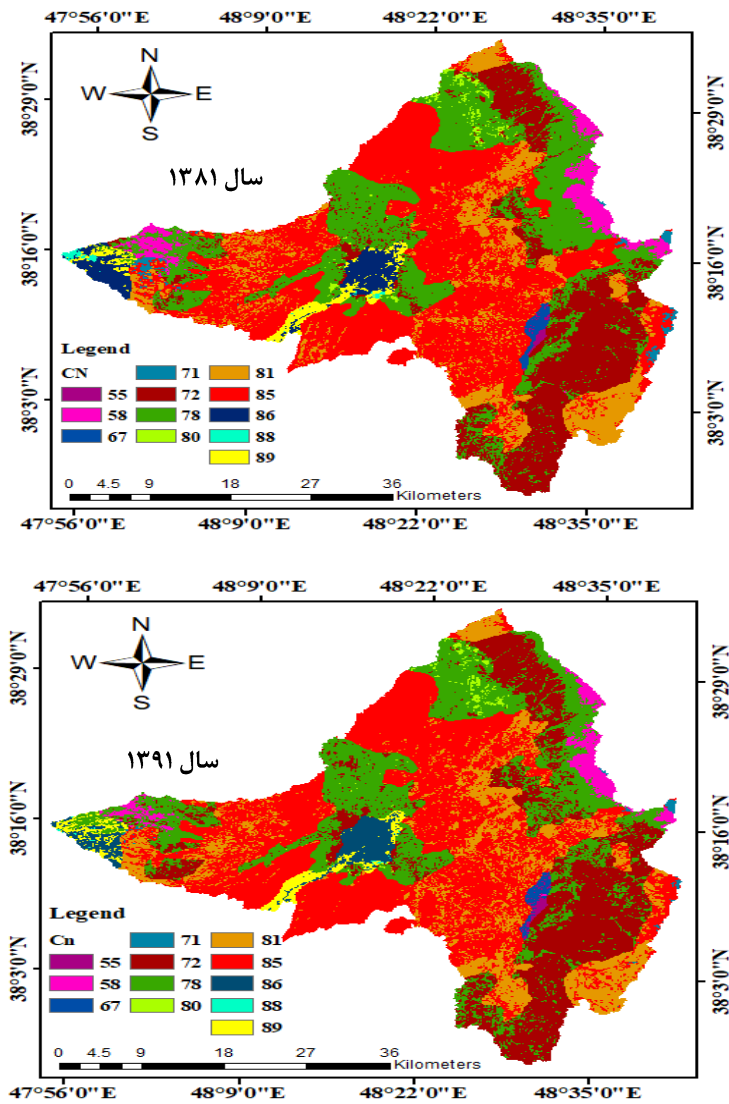 47°56'0"E 48°9'0"E 48°22'0"E 48°35'0"E
38°29'0"N 38°29'0"N
N
W E
S
سال ۱۳۸۱
38°16'0"N 38°16'0"N
Legend
CN 71 81
55 72 85
58 78 86
67 80 88
89
38°3'0"N 38°3'0"N
0 4.5 9 18 27 36
Kilometers
47°56'0"E 48°9'0"E 48°22'0"E 48°35'0"E
47°56'0"E 48°9'0"E 48°22'0"E 48°35'0"E
38°29'0"N 38°29'0"N
N
W E
S
سال ۱۳۹۱
38°16'0"N 38°16'0"N
Legend
Cn 71 81
55 72 85
58 78 86
67 80 88
89
38°3'0"N 38°3'0"N
0 4.5 9 18 27 36
Kilometers
47°56'0"E 48°9'0"E 48°22'0"E 48°35'0"E